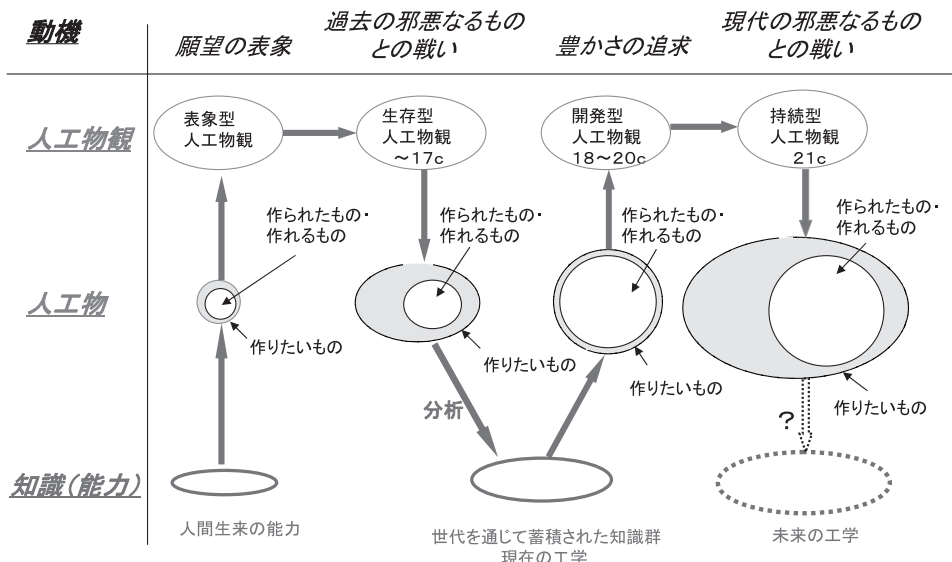 動機
願望の表象
過去の邪悪なるもの
との戦い
豊かさの追求
現代の邪悪なるもの
との戦い
人工物観
表象型
人工物観
生存型
人工物観
～17c
開発型
人工物観
18～20c
持続型
人工物観
21c
人工物
作られたもの・
作れるもの
作りたいもの
作られたもの・
作れるもの
作りたいもの
作られたもの・
作れるもの
作りたいもの
作られたもの・
作れるもの
作りたいもの
分析
?
知識(能力)
人間生来の能力
世代を通じて蓄積された知識群
現在の工学
未来の工学